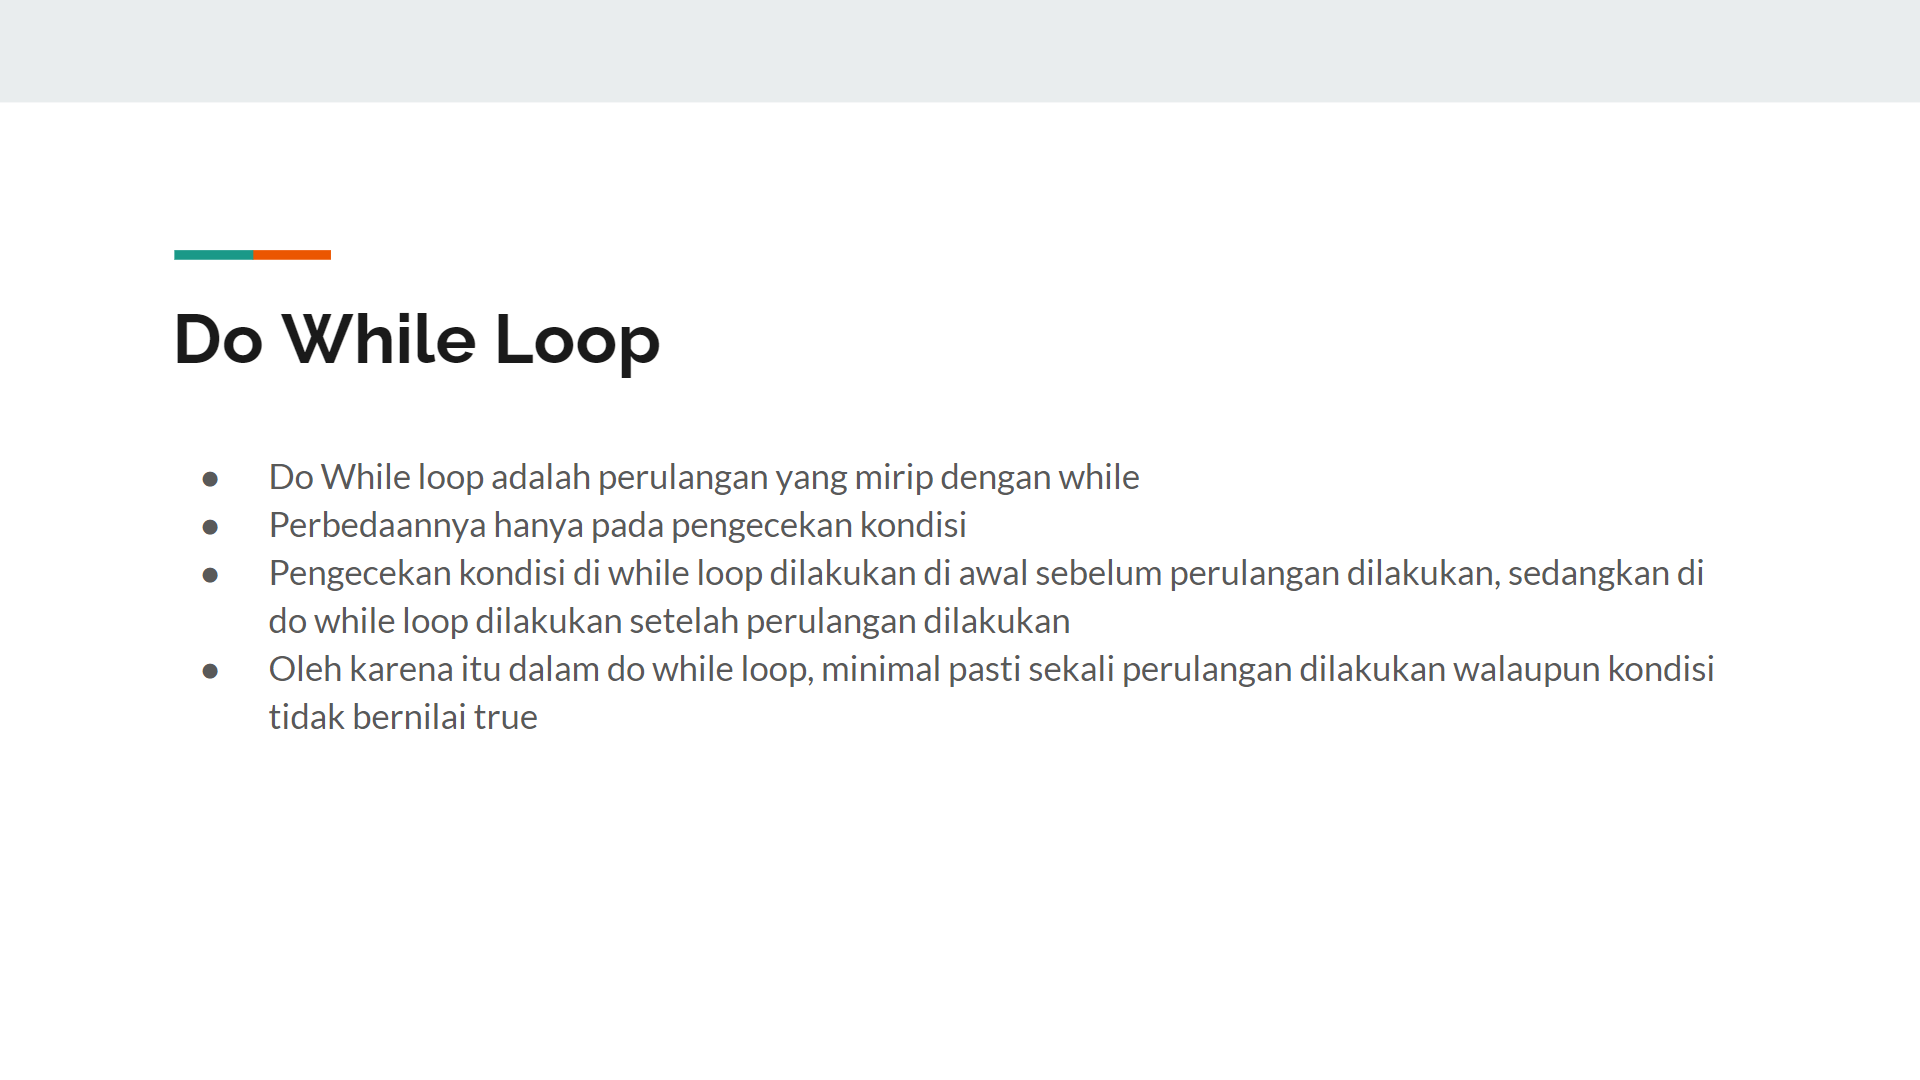 Do While Loop
● Do While loop adalah perulangan yang mirip dengan while
● Perbedaannya hanya pada pengecekan kondisi
● Pengecekan kondisi di while loop dilakukan di awal sebelum perulangan dilakukan, sedangkan di
do while loop dilakukan setelah perulangan dilakukan
● Oleh karena itu dalam do while loop, minimal pasti sekali perulangan dilakukan walaupun kondisi
tidak bernilai true